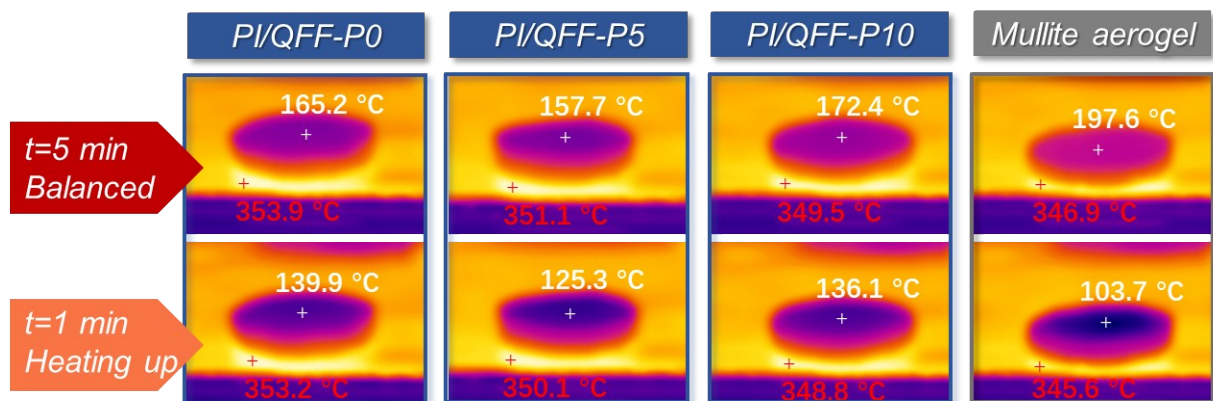 PI/QFF-P0 PI/QFF-P5 PI/QFF-P10 Mullite aerogel
t=5 min
Balanced
165.2 °C 157.7 °C 172.4 °C 197.6 °C
353.9 °C 351.1 °C 349.5 °C 346.9 °C
t=1 min
Heating up
139.9 °C 125.3 °C 136.1 °C 103.7 °C
353.2 °C 350.1 °C 348.8 °C 345.6 °C